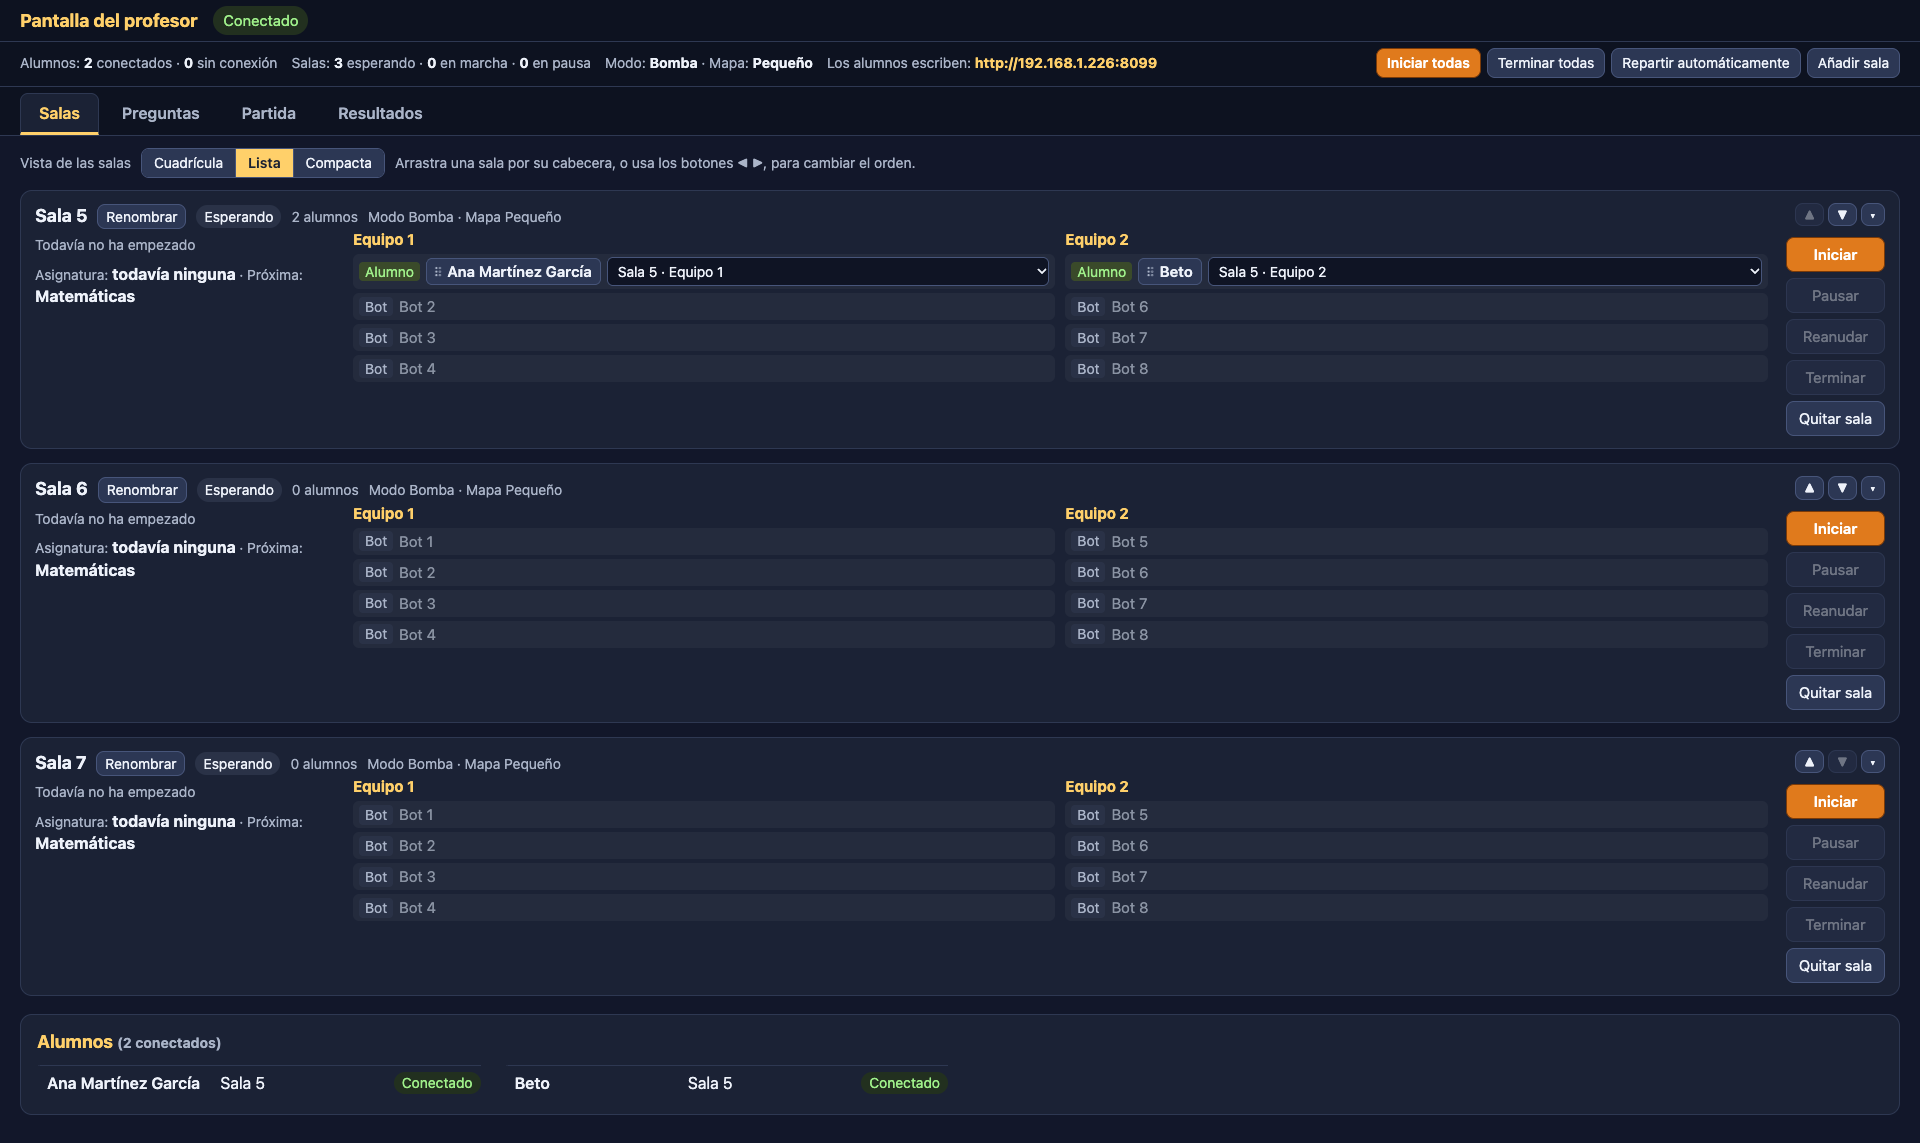 Pantalla del profesor Conectado
Alumnos: 2 conectados · 0 sin conexión Salas: 3 esperando · 0 en marcha · 0 en pausa Modo: Bomba · Mapa: Pequeño Los alumnos escriben: http://192.168.1.226:8099 Iniciar todas Terminar todas Repartir automáticamente Añadir sala
Salas Preguntas Partida Resultados
Vista de las salas Cuadrícula Lista Compacta Arrastra una sala por su cabecera, o usa los botones ◀ ▶, para cambiar el orden.
Sala 5 Renombrar Esperando 2 alumnos Modo Bomba · Mapa Pequeño ▲ ▼ ▾
Todavía no ha empezado
Asignatura: todavía ninguna · Próxima:
Matemáticas
Equipo 1
Alumno ⠿ Ana Martínez García Sala 5 · Equipo 1
Bot Bot 2
Bot Bot 3
Bot Bot 4
Equipo 2
Alumno ⠿ Beto Sala 5 · Equipo 2
Bot Bot 6
Bot Bot 7
Bot Bot 8
Iniciar
Pausar
Reanudar
Terminar
Quitar sala
Sala 6 Renombrar Esperando 0 alumnos Modo Bomba · Mapa Pequeño ▲ ▼ ▾
Todavía no ha empezado
Asignatura: todavía ninguna · Próxima:
Matemáticas
Equipo 1
Bot Bot 1
Bot Bot 2
Bot Bot 3
Bot Bot 4
Equipo 2
Bot Bot 5
Bot Bot 6
Bot Bot 7
Bot Bot 8
Iniciar
Pausar
Reanudar
Terminar
Quitar sala
Sala 7 Renombrar Esperando 0 alumnos Modo Bomba · Mapa Pequeño ▲ ▼ ▾
Todavía no ha empezado
Asignatura: todavía ninguna · Próxima:
Matemáticas
Equipo 1
Bot Bot 1
Bot Bot 2
Bot Bot 3
Bot Bot 4
Equipo 2
Bot Bot 5
Bot Bot 6
Bot Bot 7
Bot Bot 8
Iniciar
Pausar
Reanudar
Terminar
Quitar sala
Alumnos (2 conectados)
Ana Martínez García Sala 5 Conectado Beto Sala 5 Conectado